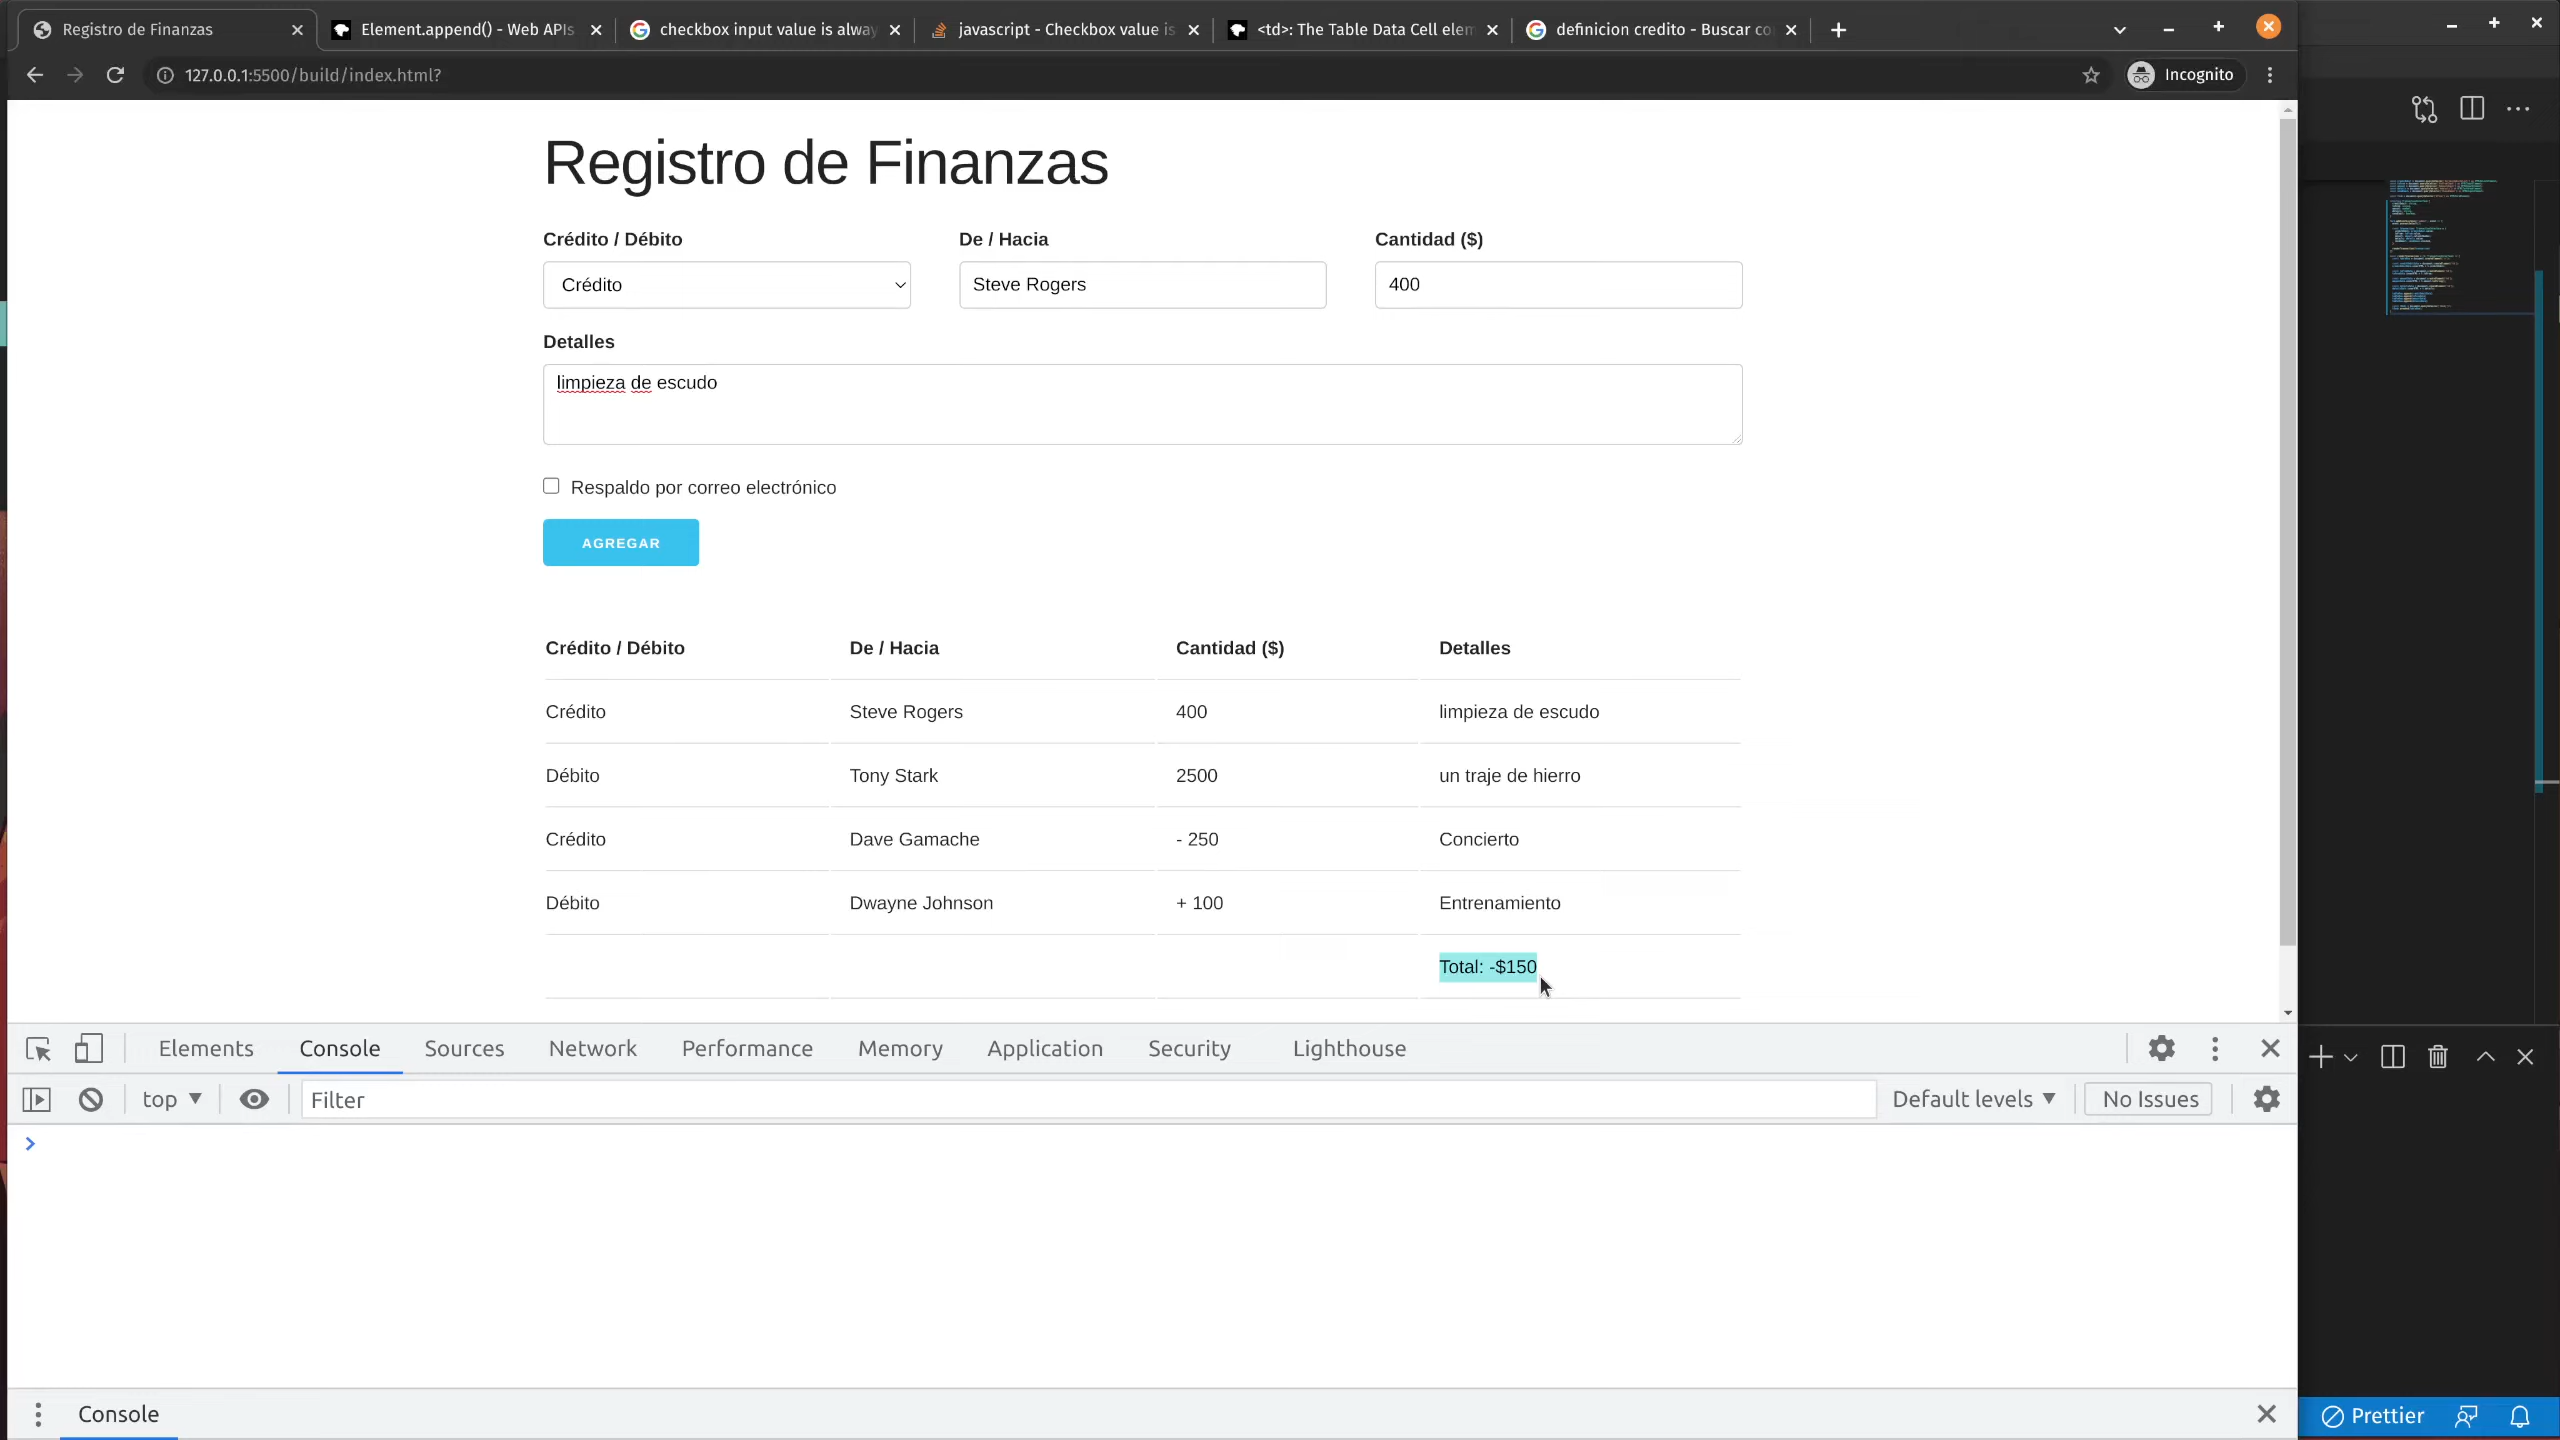 Registro de Finanzas
Element.append() - Web APIs
checkbox input value is alway
javascript - Checkbox value is
<td>: The Table Data Cell elem
definicion credito - Buscar co
127.0.0.1:5500/build/index.html?
Incognito
Registro de Finanzas
Crédito / Débito
De / Hacia
Cantidad ($)
Crédito
Steve Rogers
400
Detalles
limpieza de escudo
Respaldo por correo electrónico
AGREGAR
Crédito / Débito De / Hacia Cantidad ($) Detalles
Crédito Steve Rogers 400 limpieza de escudo
Débito Tony Stark 2500 un traje de hierro
Crédito Dave Gamache - 250 Concierto
Débito Dwayne Johnson + 100 Entrenamiento
Total: -$150
Elements Console Sources Network Performance Memory Application Security Lighthouse
top Filter Default levels No Issues
Console
Prettier